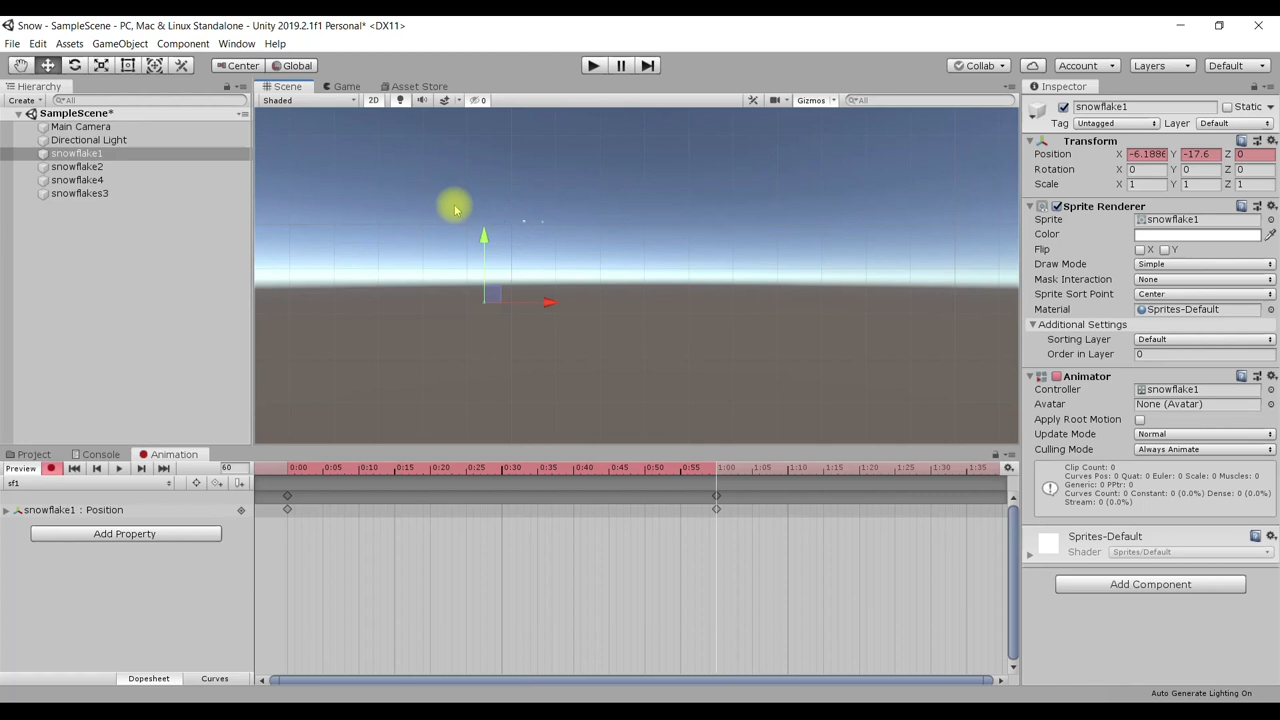 Snow - SampleScene - PC, Mac & Linux Standalone - Unity 2019.2.1f1 Personal* <DX11>
File Edit Assets GameObject Component Window Help
Center Global Collab Account Layers Default
Hierarchy Scene Game Asset Store Inspector
Create All Shaded 2D 0 Gizmos All snowflake1 Static
SampleScene*
Tag Untagged Layer Default
Main Camera
Directional Light
snowflake1
snowflake2
snowflake4
snowflakes3
Transform
Position X -6.1886 Y -17.6 Z 0
Rotation X 0 Y 0 Z 0
Scale X 1 Y 1 Z 1
Sprite Renderer
Sprite snowflake1
Color
Flip X Y
Draw Mode Simple
Mask Interaction None
Sprite Sort Point Center
Material Sprites-Default
Additional Settings
Sorting Layer Default
Order in Layer 0
Animator
Controller snowflake1
Avatar None (Avatar)
Apply Root Motion
Update Mode Normal
Culling Mode Always Animate
Clip Count: 0
Curves Pos: 0 Quat: 0 Euler: 0 Scale: 0 Muscles: 0
Generic: 0 PPtr: 0
Curves Count: 0 Constant: 0 (0.0%) Dense: 0 (0.0%)
Stream: 0 (0.0%)
Sprites-Default
Shader Sprites/Default
Add Component
Project Console Animation
Preview 60 0:00 0:05 0:10 0:15 0:20 0:25 0:30 0:35 0:40 0:45 0:50 0:55 1:00 1:05 1:10 1:15 1:20 1:25 1:30 1:35
sf1
snowflake1 : Position
Add Property
Dopesheet Curves
Auto Generate Lighting On